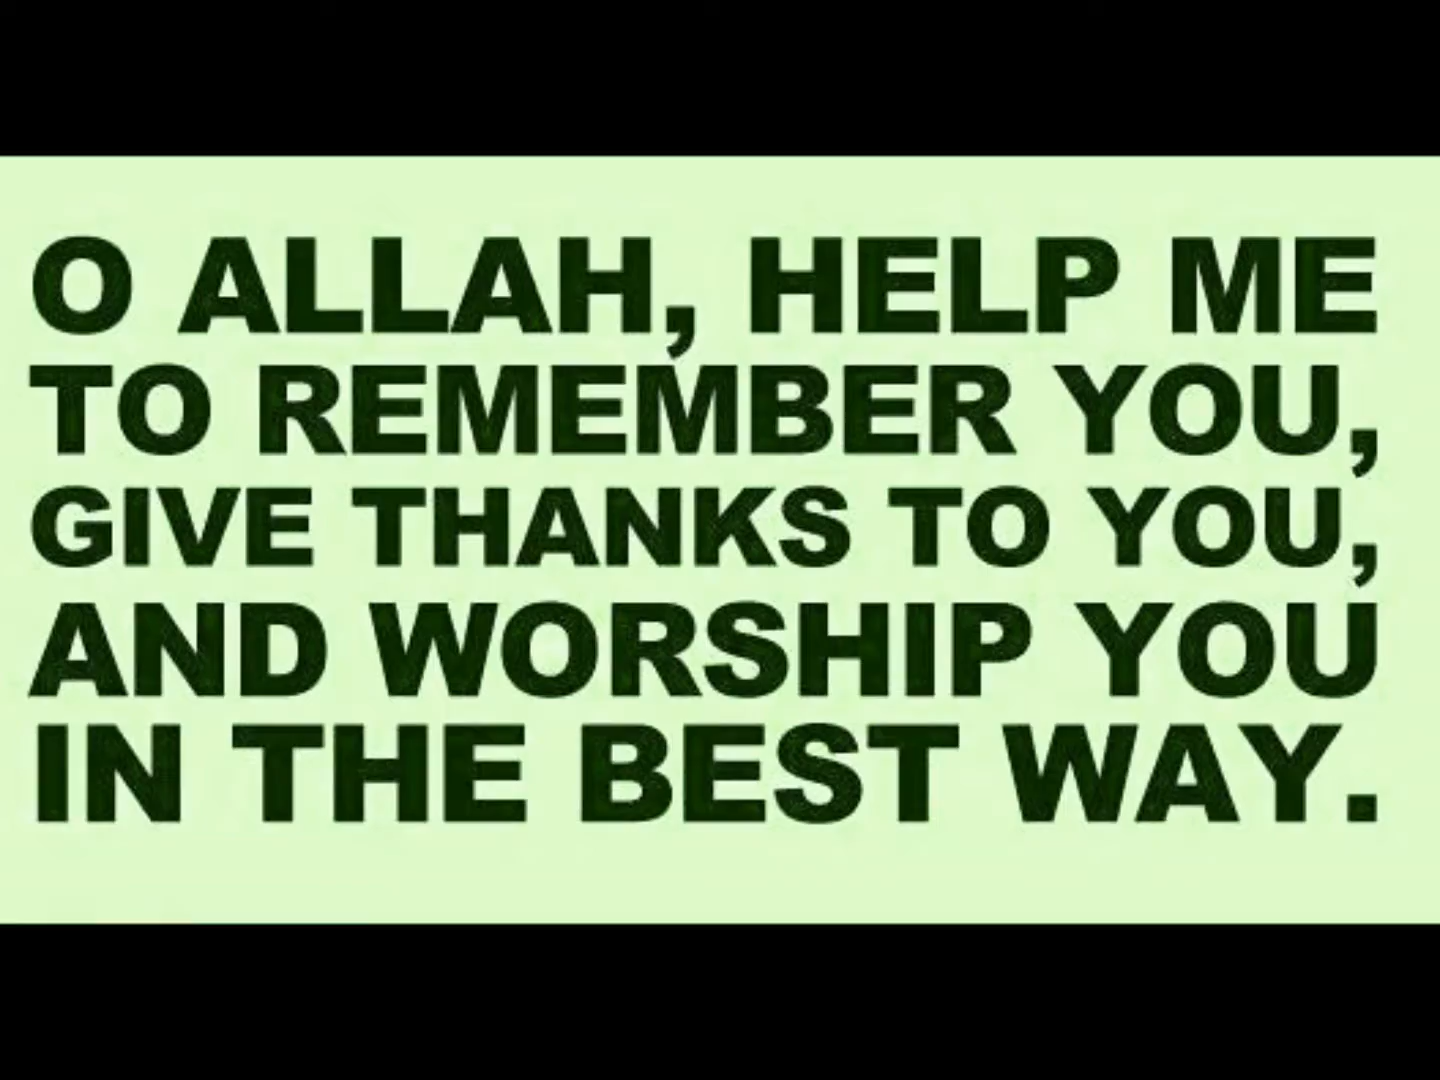 O ALLAH, HELP ME
TO REMEMBER YOU,
GIVE THANKS TO YOU,
AND WORSHIP YOU
IN THE BEST WAY.